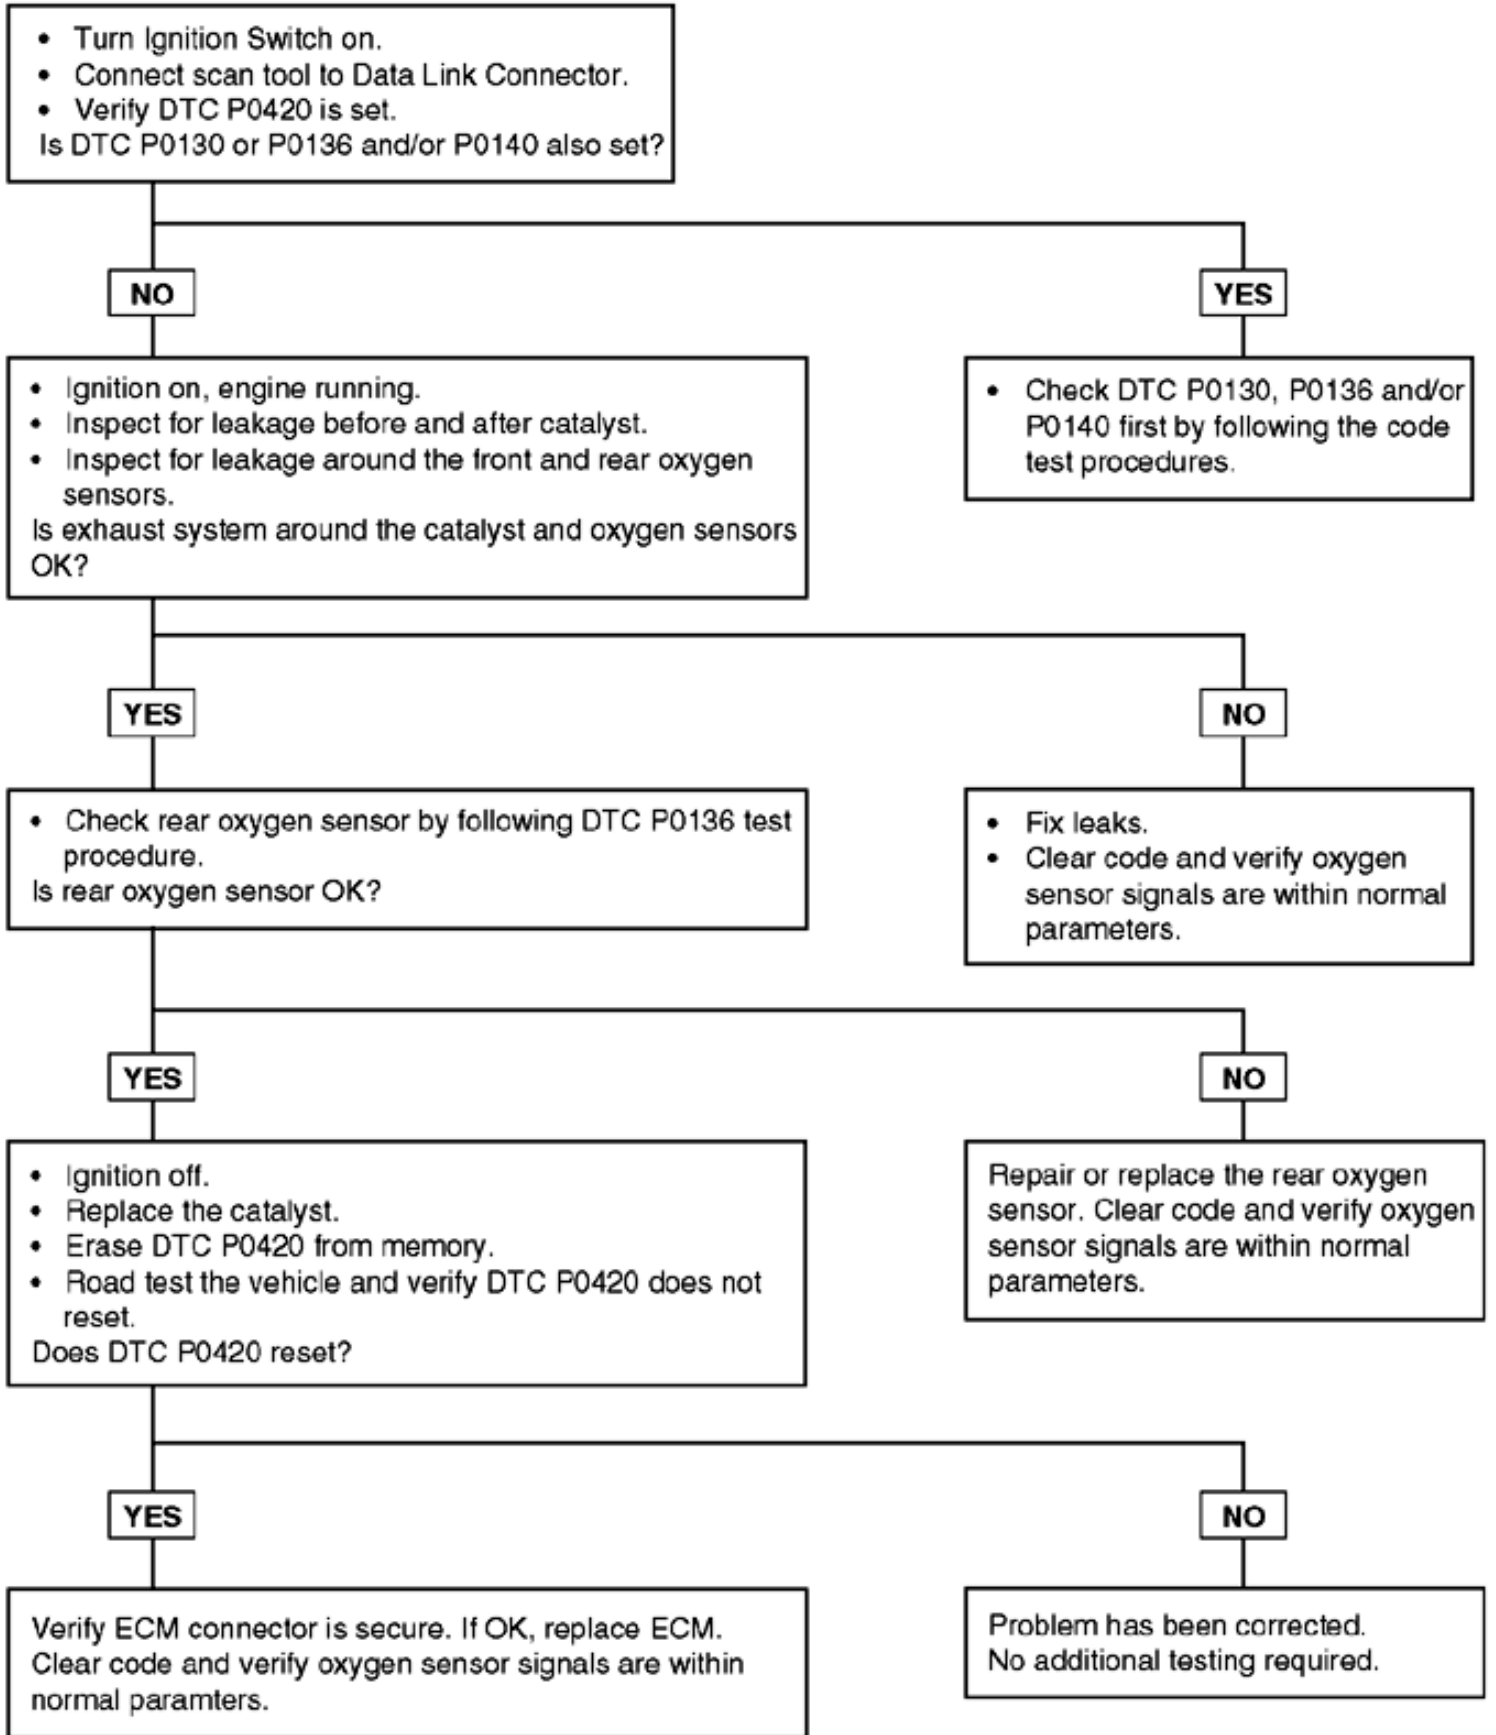 • Turn Ignition Switch on.
• Connect scan tool to Data Link Connector.
• Verify DTC P0420 is set.
Is DTC P0130 or P0136 and/or P0140 also set?
NO
YES
• Ignition on, engine running.
• Inspect for leakage before and after catalyst.
• Inspect for leakage around the front and rear oxygen
sensors.
Is exhaust system around the catalyst and oxygen sensors
OK?
• Check DTC P0130, P0136 and/or
P0140 first by following the code
test procedures.
YES
NO
• Check rear oxygen sensor by following DTC P0136 test
procedure.
Is rear oxygen sensor OK?
• Fix leaks.
• Clear code and verify oxygen
sensor signals are within normal
parameters.
YES
NO
• Ignition off.
• Replace the catalyst.
• Erase DTC P0420 from memory.
• Road test the vehicle and verify DTC P0420 does not
reset.
Does DTC P0420 reset?
Repair or replace the rear oxygen
sensor. Clear code and verify oxygen
sensor signals are within normal
parameters.
YES
NO
Verify ECM connector is secure. If OK, replace ECM.
Clear code and verify oxygen sensor signals are within
normal paramters.
Problem has been corrected.
No additional testing required.